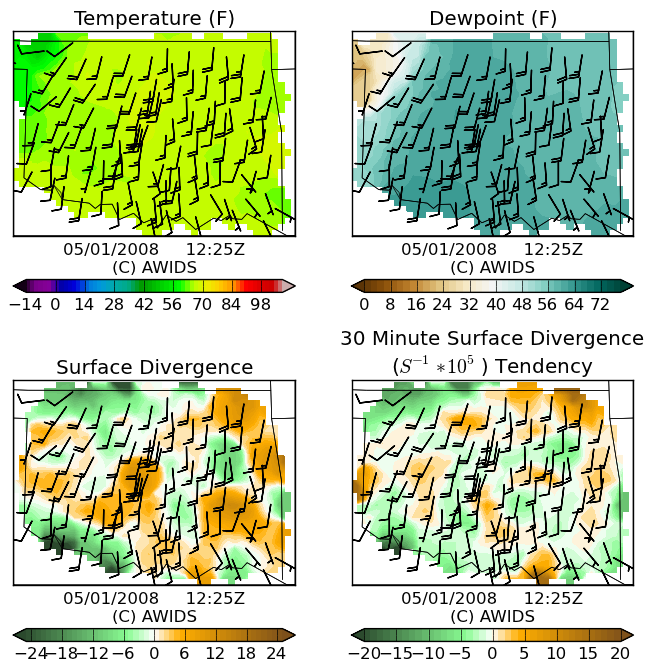 Temperature (F)
Dewpoint (F)
05/01/2008 12:25Z
(C) AWIDS
05/01/2008 12:25Z
(C) AWIDS
−14 0 14 28 42 56 70 84 98
0 8 16 24 32 40 48 56 64 72
Surface Divergence
30 Minute Surface Divergence
(S⁻¹ *10⁵ ) Tendency
05/01/2008 12:25Z
(C) AWIDS
05/01/2008 12:25Z
(C) AWIDS
−24 −18 −12 −6 0 6 12 18 24
−20 −15 −10 −5 0 5 10 15 20